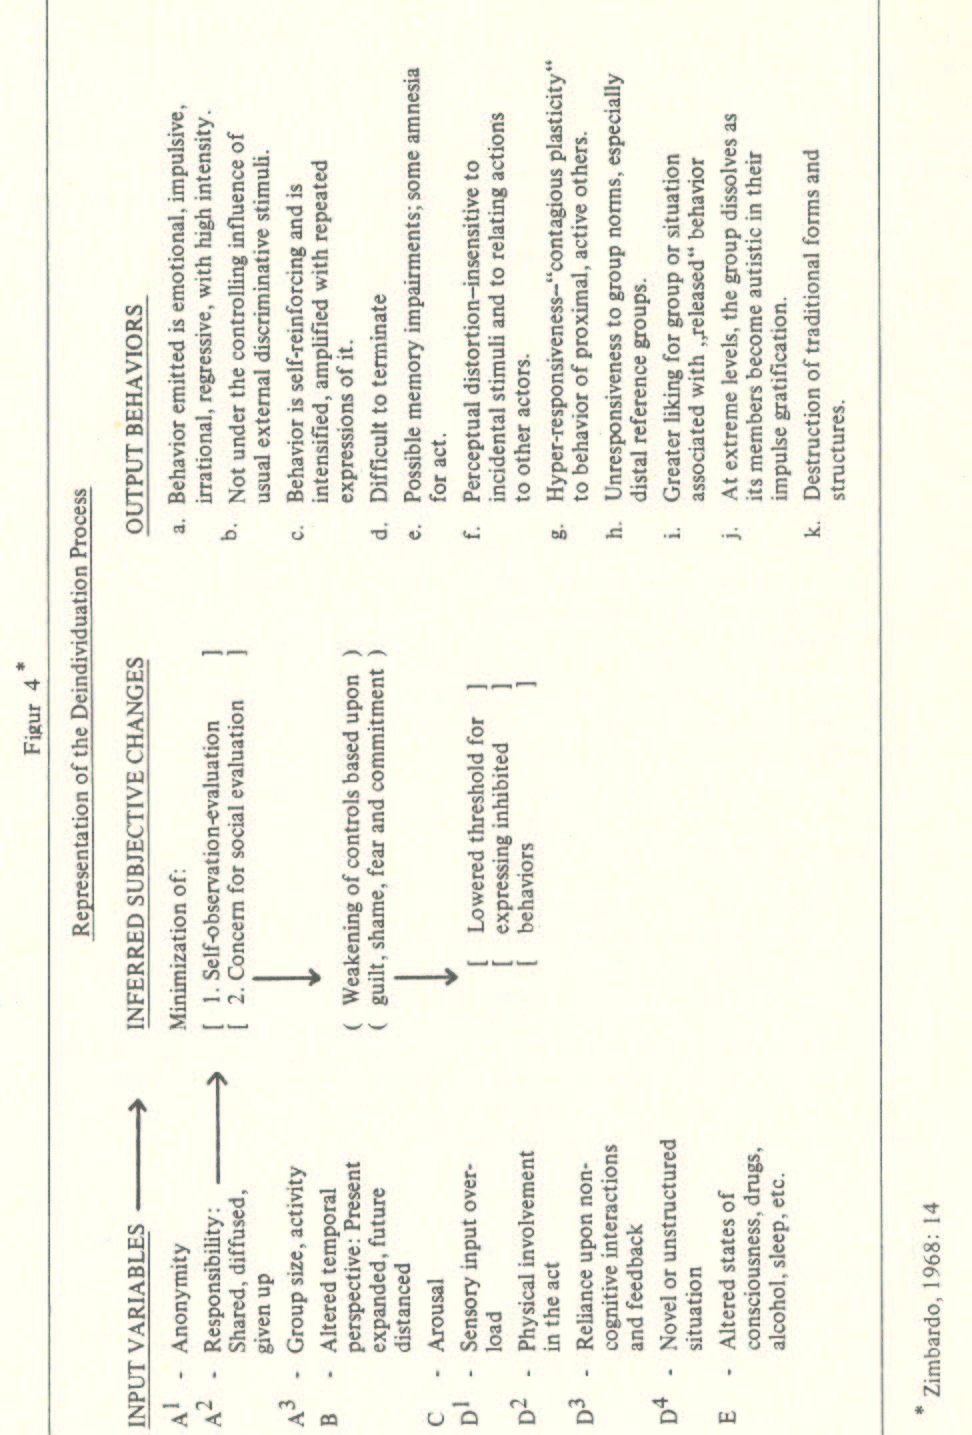 Figur 4 *
Representation of the Deindividuation Process
INPUT VARIABLES
A1 - Anonymity
A2 - Responsibility:
Shared, diffused,
given up
A3 - Group size, activity
B - Altered temporal
perspective: Present
expanded, future
distanced
C - Arousal
D1 - Sensory input over-
load
D2 - Physical involvement
in the act
D3 - Reliance upon non-
cognitive interactions
and feedback
D4 - Novel or unstructured
situation
E - Altered states of
consciousness, drugs,
alcohol, sleep, etc.
INFERRED SUBJECTIVE CHANGES
Minimization of:
[ 1. Self-observation-evaluation ]
[ 2. Concern for social evaluation ]
( Weakening of controls based upon )
( guilt, shame, fear and commitment )
[ Lowered threshold for ]
[ expressing inhibited ]
[ behaviors ]
OUTPUT BEHAVIORS
a. Behavior emitted is emotional, impulsive,
irrational, regressive, with high intensity.
b. Not under the controlling influence of
usual external discriminative stimuli.
c. Behavior is self-reinforcing and is
intensified, amplified with repeated
expressions of it.
d. Difficult to terminate
e. Possible memory impairments; some amnesia
for act.
f. Perceptual distortion–insensitive to
incidental stimuli and to relating actions
to other actors.
g. Hyper-responsiveness–“contagious plasticity“
to behavior of proximal, active others.
h. Unresponsiveness to group norms, especially
distal reference groups.
i. Greater liking for group or situation
associated with „released“ behavior
j. At extreme levels, the group dissolves as
its members become autistic in their
impulse gratification.
k. Destruction of traditional forms and
structures.
* Zimbardo, 1968: 14